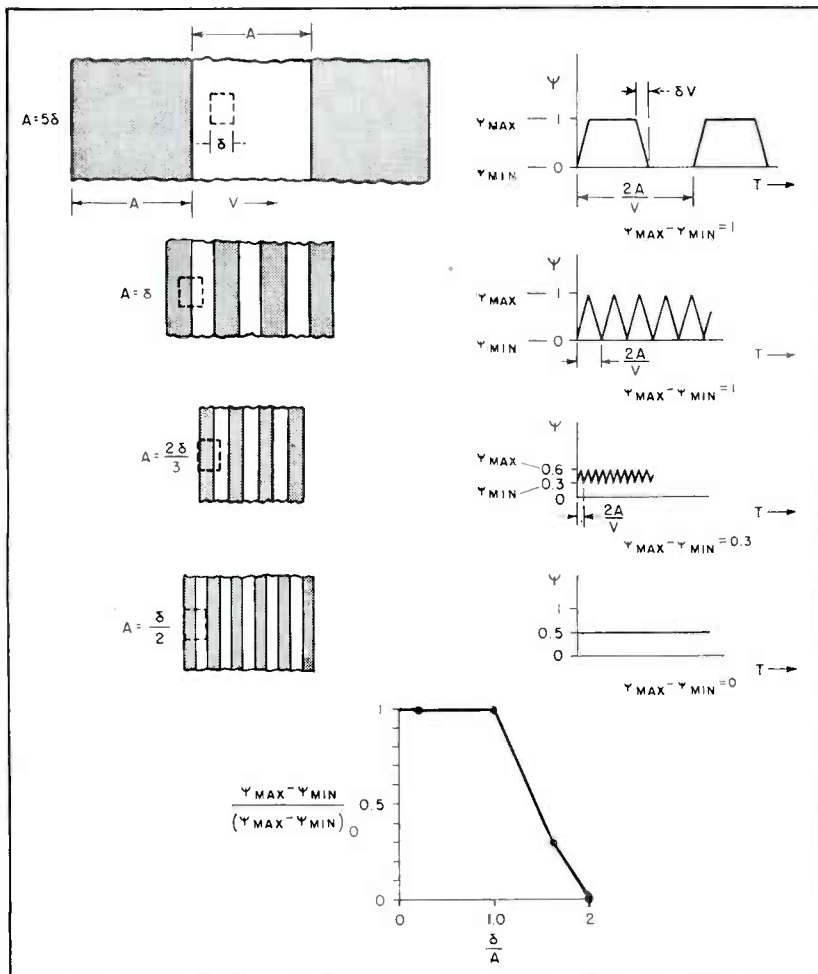 A
A=5δ
δ
A
V
Ψ
ΨMAX
1
ΨMIN
0
δV
2A
V
T
ΨMAX-ΨMIN=1
A=δ
Ψ
ΨMAX
1
ΨMIN
0
2A
V
T
ΨMAX-ΨMIN=1
A=2δ
3
Ψ
ΨMAX
0.6
ΨMIN
0.3
0
2A
V
T
ΨMAX-ΨMIN=0.3
A=δ
2
Ψ
1
0.5
0
T
ΨMAX-ΨMIN=0
ΨMAX-ΨMIN
(ΨMAX-ΨMIN)0
1
0.5
0
0 1.0 2
δ
A